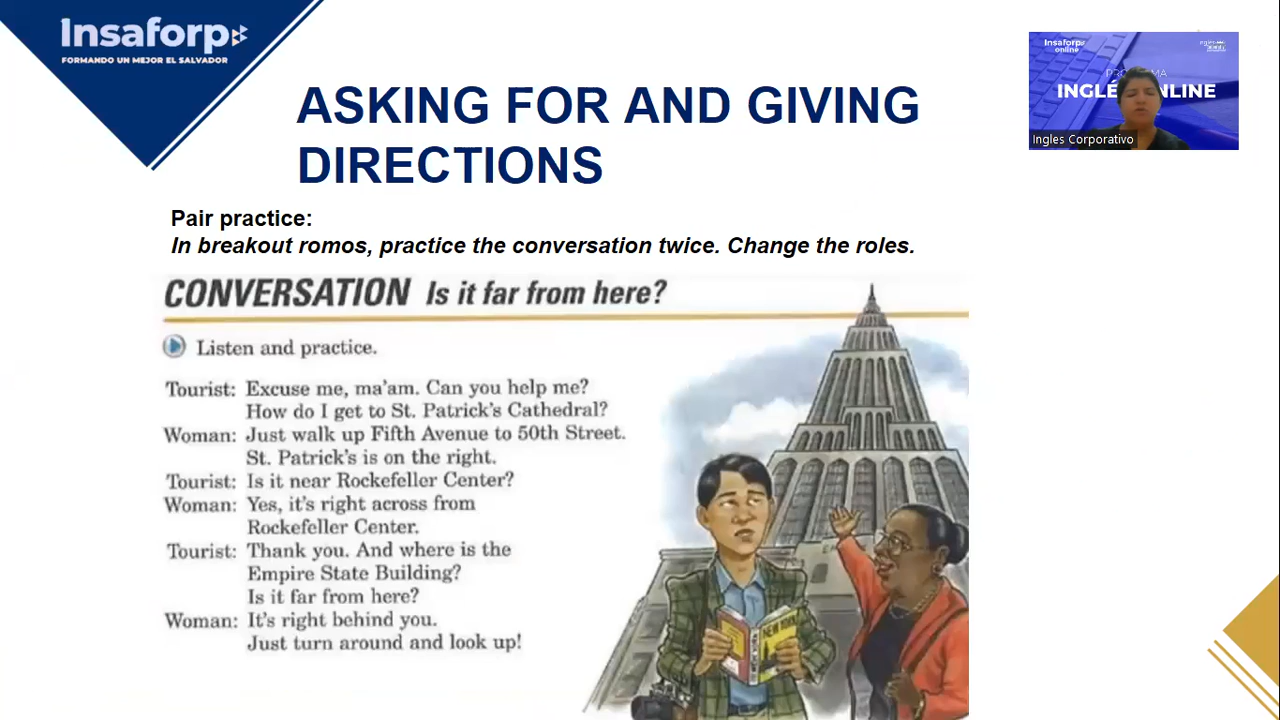 Insaforp
FORMANDO UN MEJOR EL SALVADOR
ASKING FOR AND GIVING
DIRECTIONS
Pair practice:
In breakout romos, practice the conversation twice. Change the roles.
CONVERSATION Is it far from here?
Listen and practice.
Tourist: Excuse me, ma'am. Can you help me?
How do I get to St. Patrick's Cathedral?
Woman: Just walk up Fifth Avenue to 50th Street.
St. Patrick's is on the right.
Tourist: Is it near Rockefeller Center?
Woman: Yes, it's right across from
Rockefeller Center.
Tourist: Thank you. And where is the
Empire State Building?
Is it far from here?
Woman: It's right behind you.
Just turn around and look up!
NEW YORK
Insaforp
online
INGLÉ NLINE
Ingles Corporativo